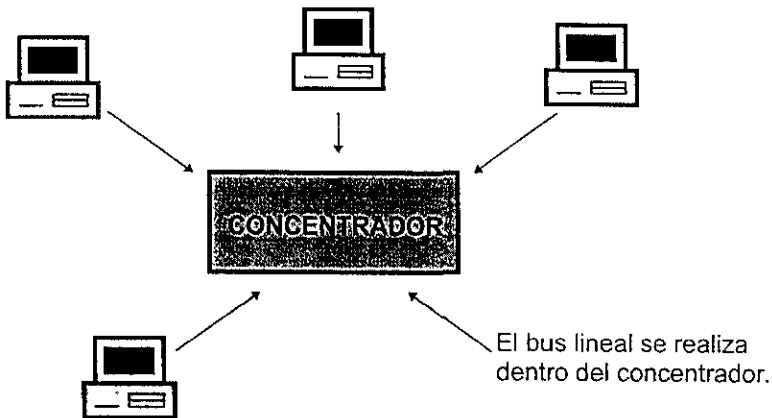 CONCENTRADOR
El bus lineal se realiza
dentro del concentrador.